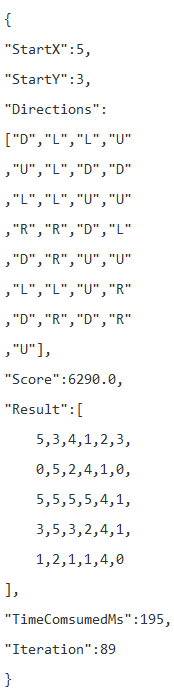 {
"StartX":5,
"StartY":3,
"Directions":
["D","L","L","U"
,"U","L","D","D"
,"L","L","U","U"
,"R","R","D","L"
,"D","R","U","U"
,"L","L","U","R"
,"D","R","D","R"
,"U"],
"Score":6290.0,
"Result":[
5,3,4,1,2,3,
0,5,2,4,1,0,
5,5,5,5,4,1,
3,5,3,2,4,1,
1,2,1,1,4,0
],
"TimeComsumedMs":195,
"Iteration":89
}